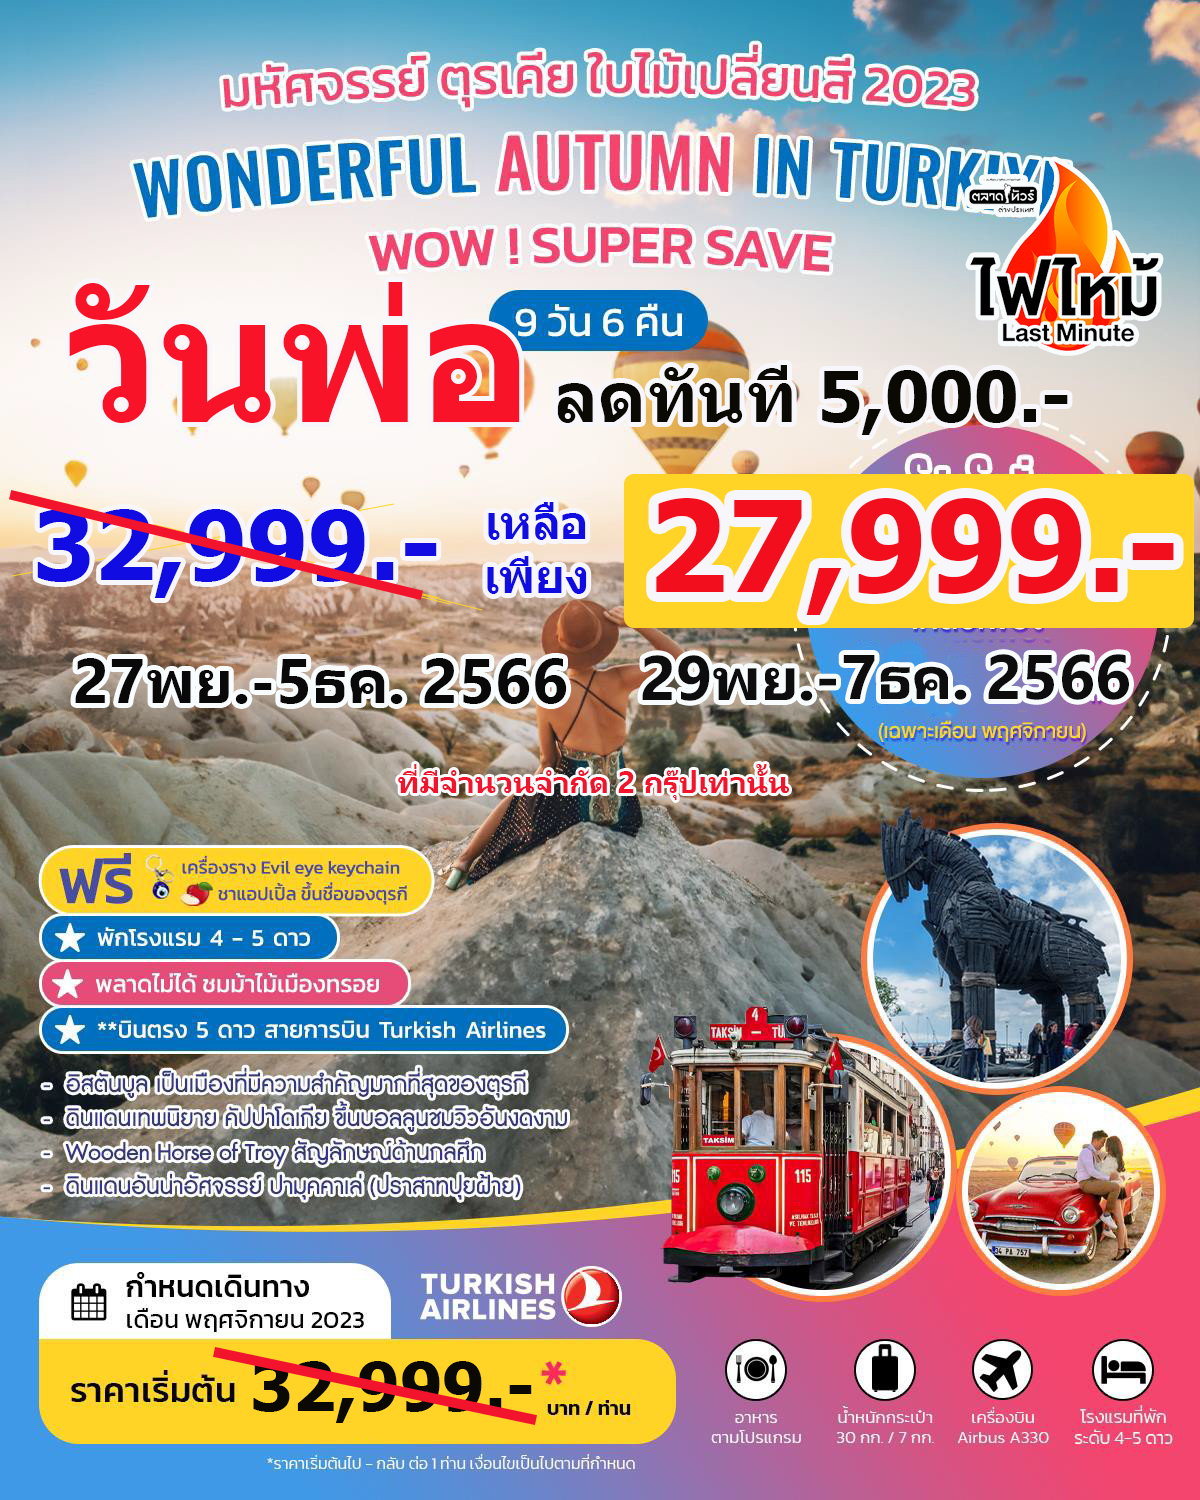 มหัศจรรย์ ตุรเคีย ใบไม้เปลี่ยนสี 2023
WONDERFUL AUTUMN IN TURKIYE
ตลาดทัวร์
ต่างประเทศ
ไฟไหม้
Last Minute
WOW ! SUPER SAVE
9 วัน 6 คืน
วันพ่อ
ลดทันที 5,000.-
32,999.-
เหลือ
เพียง
27,999.-
27พย.-5ธค. 2566
29พย.-7ธค. 2566
(เฉพาะเดือน พฤศจิกายน)
ที่มีจำนวนจำกัด 2 กรุ๊ปเท่านั้น
ฟรี
เครื่องราง Evil eye keychain
ชาแอปเปิ้ล ขึ้นชื่อของตุรกี
พักโรงแรม 4 - 5 ดาว
พลาดไม่ได้ ชมม้าไม้เมืองทรอย
**บินตรง 5 ดาว สายการบิน Turkish Airlines
- อิสตันบูล เป็นเมืองที่มีความสำคัญมากที่สุดของตุรกี
- ดินแดนเทพนิยาย คัปปาโดเกีย ขึ้นบอลลูนชมวิวอันงดงาม
- Wooden Horse of Troy สัญลักษณ์ด้านกลศึก
- ดินแดนอันน่าอัศจรรย์ ปามุคคาเล่ (ปราสาทปุยฝ้าย)
4
TAKSİM - TÜ
TAKSİM
115
115
34 PA 757
กำหนดเดินทาง
เดือน พฤศจิกายน 2023
TURKISH
AIRLINES
ราคาเริ่มต้น 32,999.-*
บาท / ท่าน
*ราคาเริ่มต้นไป - กลับ ต่อ 1 ท่าน เงื่อนไขเป็นไปตามที่กำหนด
อาหาร
ตามโปรแกรม
น้ำหนักกระเป๋า
30 กก. / 7 กก.
เครื่องบิน
Airbus A330
โรงแรมที่พัก
ระดับ 4-5 ดาว